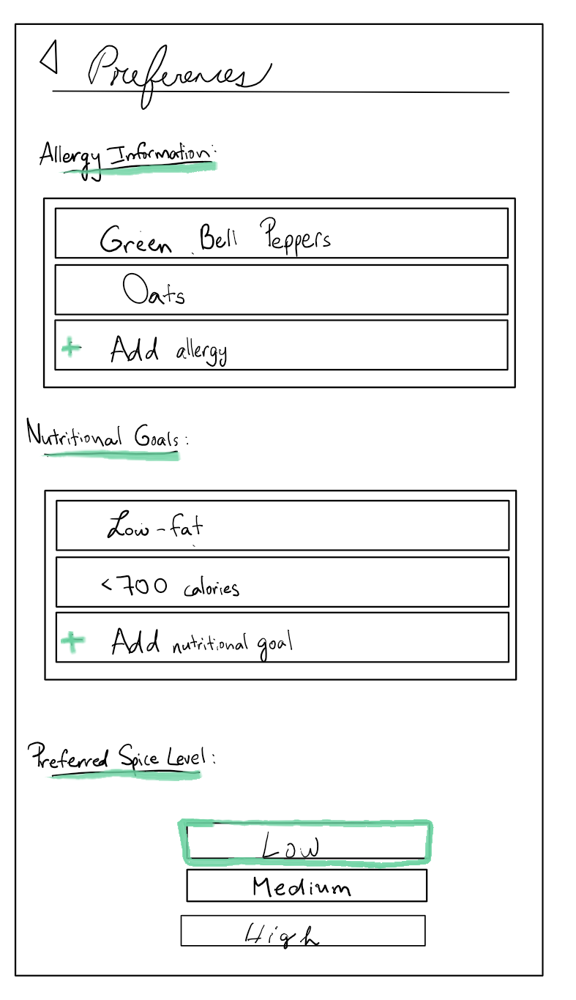 Preferences
Allergy Information:
Green Bell Peppers
Oats
+ Add allergy
Nutritional Goals:
Low-fat
<700 calories
+ Add nutritional goal
Preferred Spice Level:
Low
Medium
High